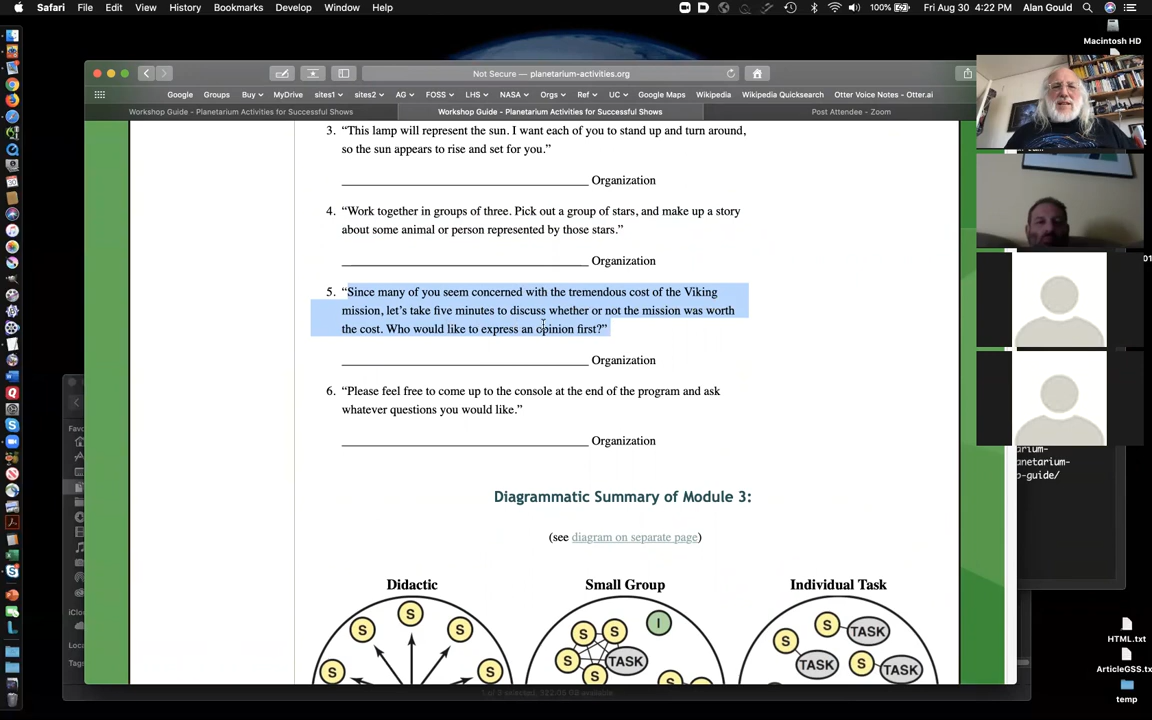 Safari File Edit View History Bookmarks Develop Window Help
100% Fri Aug 30 4:22 PM Alan Gould
Macintosh HD
Not Secure — planetarium-activities.org
Google Groups Buy MyDrive sites1 sites2 AG FOSS LHS NASA Orgs Ref UC Google Maps Wikipedia Wikipedia Quicksearch Otter Voice Notes - Otter.ai
Workshop Guide - Planetarium Activities for Successful Shows
Workshop Guide - Planetarium Activities for Successful Shows
Post Attendee - Zoom
3. “This lamp will represent the sun. I want each of you to stand up and turn around,
so the sun appears to rise and set for you.”
Organization
4. “Work together in groups of three. Pick out a group of stars, and make up a story
about some animal or person represented by those stars.”
Organization
5. “Since many of you seem concerned with the tremendous cost of the Viking
mission, let’s take five minutes to discuss whether or not the mission was worth
the cost. Who would like to express an opinion first?”
Organization
6. “Please feel free to come up to the console at the end of the program and ask
whatever questions you would like.”
Organization
Diagrammatic Summary of Module 3:
(see diagram on separate page)
Didactic
Small Group
Individual Task
S
S
S
S
S
S
S
I
S
S
TASK
S
S
TASK
S
TASK
S
TASK
Favo
iClo
Loca
Tags
arium-
anetarium-
p-guide/
HTML.txt
ArticleGSS.tx
temp